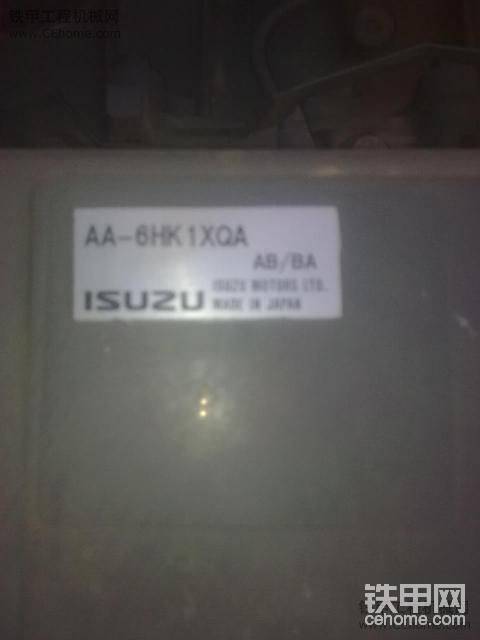 铁甲工程机械网
www.Cehome.com
AA-6HK1XQA
AB/BA
ISUZU ISUZU MOTORS LTD.
MADE IN JAPAN
铁甲网
cehome.com